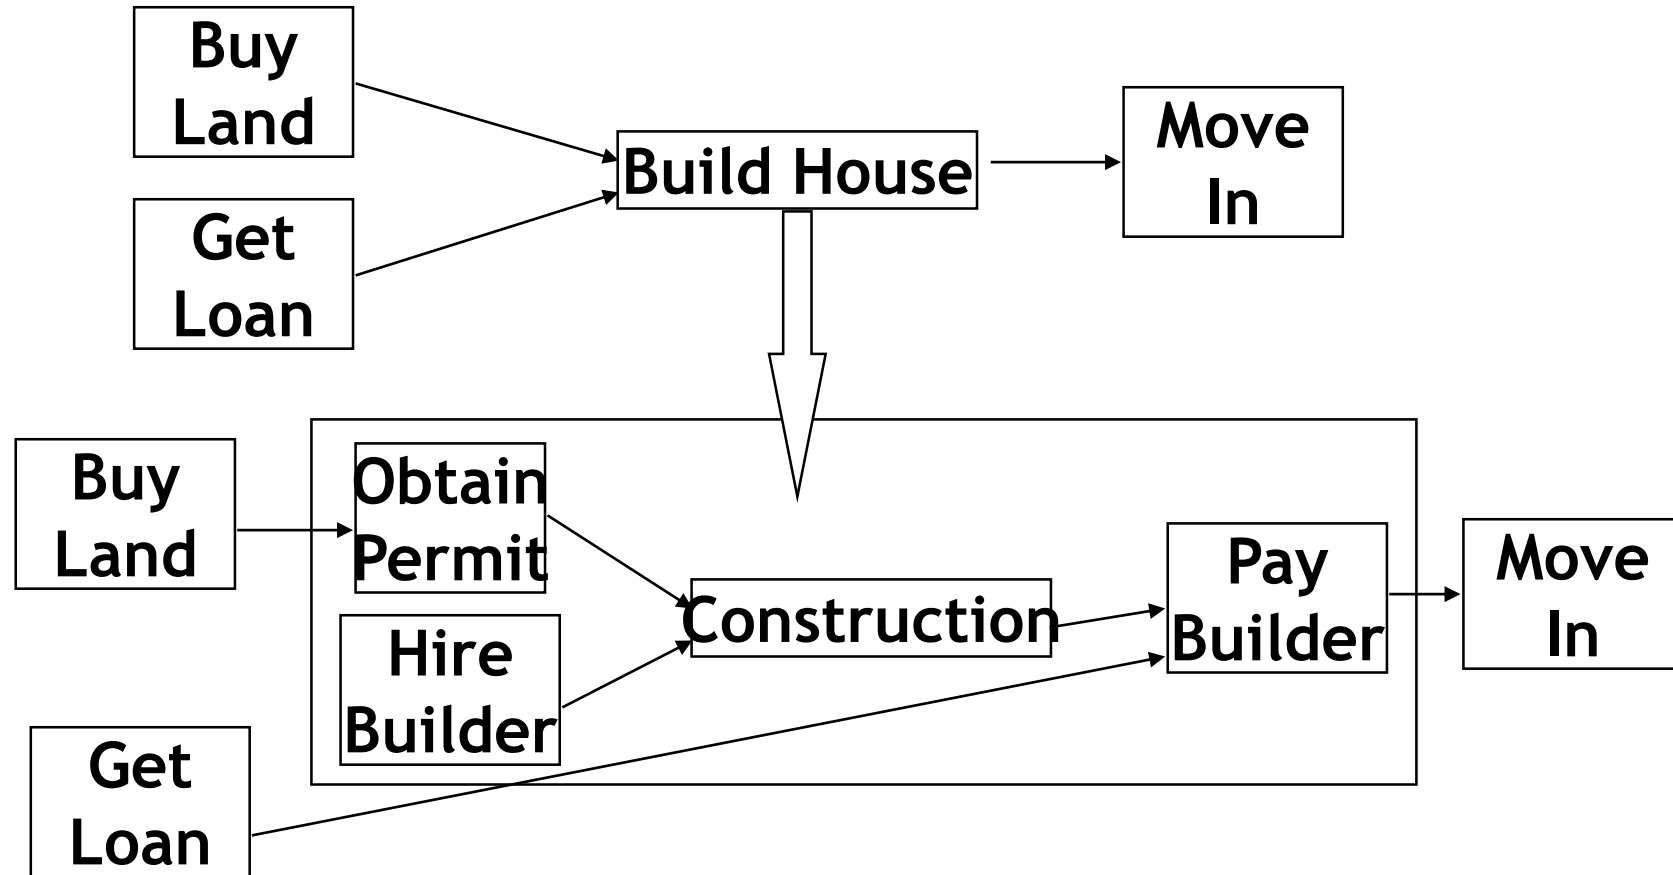 Buy
Land
Get
Loan
Build House
Move
In
Buy
Land
Obtain
Permit
Hire
Builder
Get
Loan
Construction
Pay
Builder
Move
In